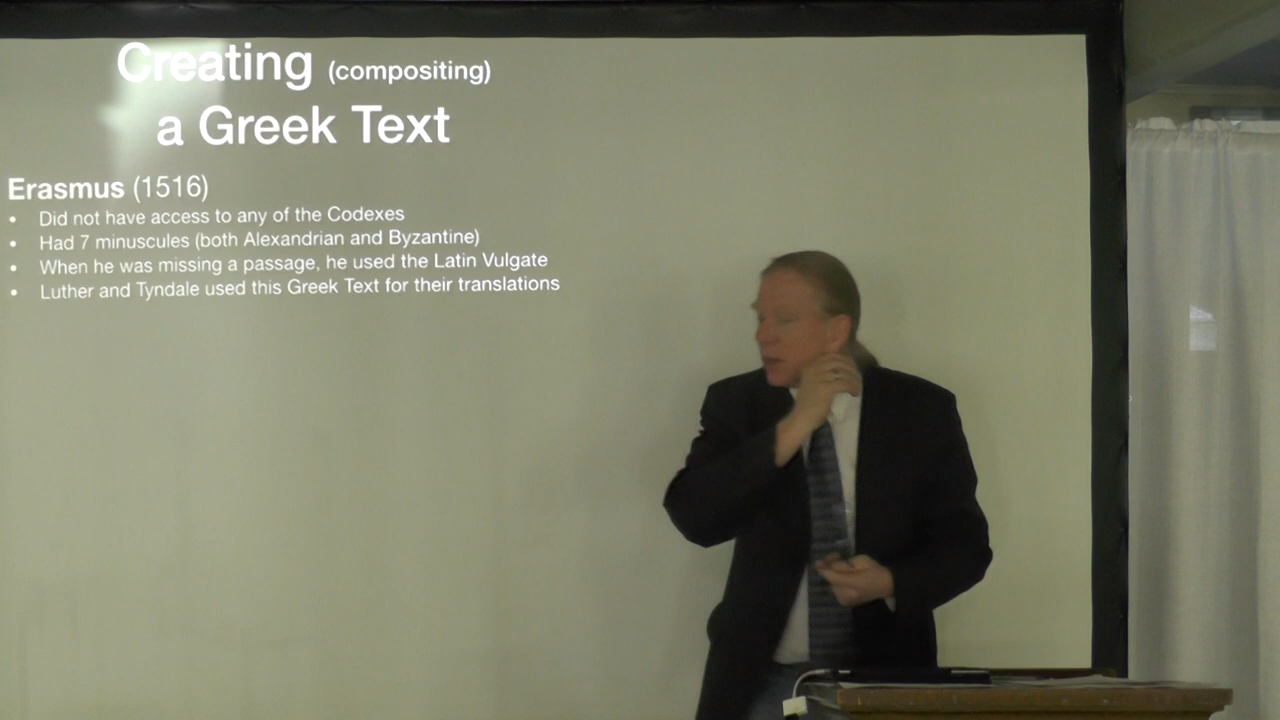 Creating (compositing)
a Greek Text
Erasmus (1516)
• Did not have access to any of the Codexes
• Had 7 minuscules (both Alexandrian and Byzantine)
• When he was missing a passage, he used the Latin Vulgate
• Luther and Tyndale used this Greek Text for their translations